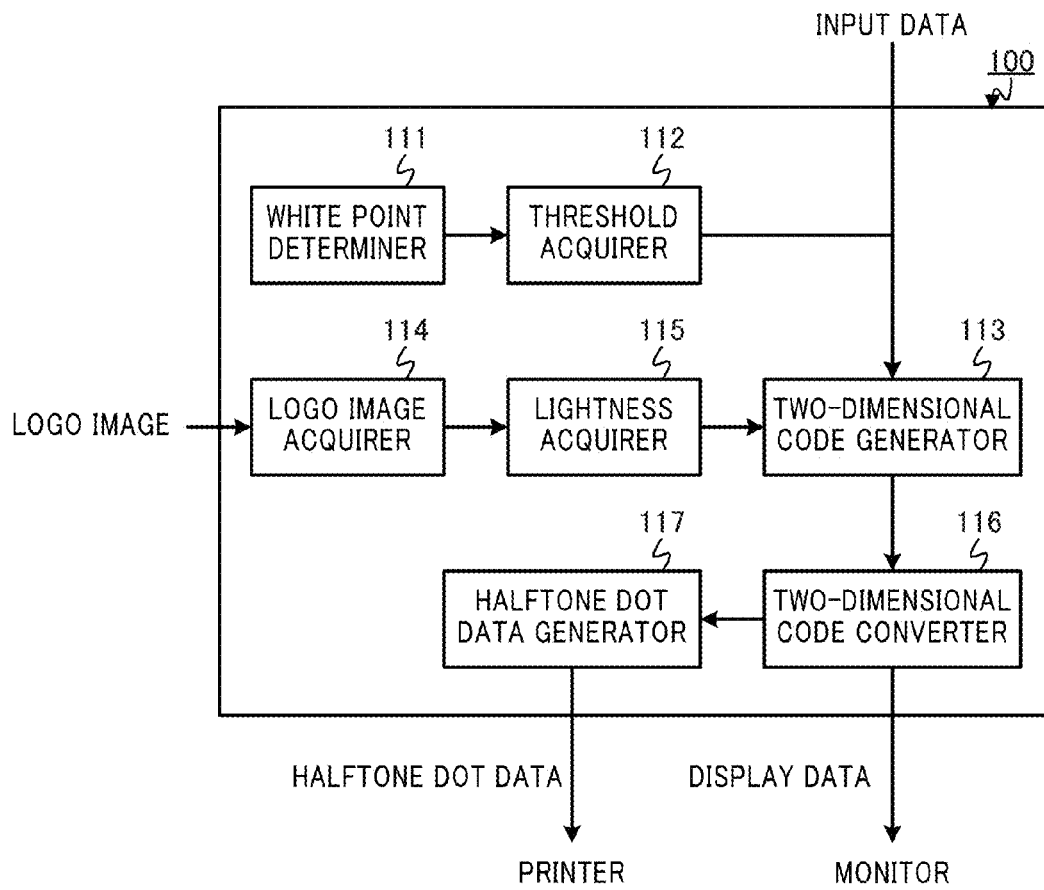 INPUT DATA
100
111
112
WHITE POINT
DETERMINER
THRESHOLD
ACQUIRER
114
115
113
LOGO IMAGE
LOGO IMAGE
ACQUIRER
LIGHTNESS
ACQUIRER
TWO-DIMENSIONAL
CODE GENERATOR
117
116
HALFTONE DOT
DATA GENERATOR
TWO-DIMENSIONAL
CODE CONVERTER
HALFTONE DOT DATA
DISPLAY DATA
PRINTER
MONITOR